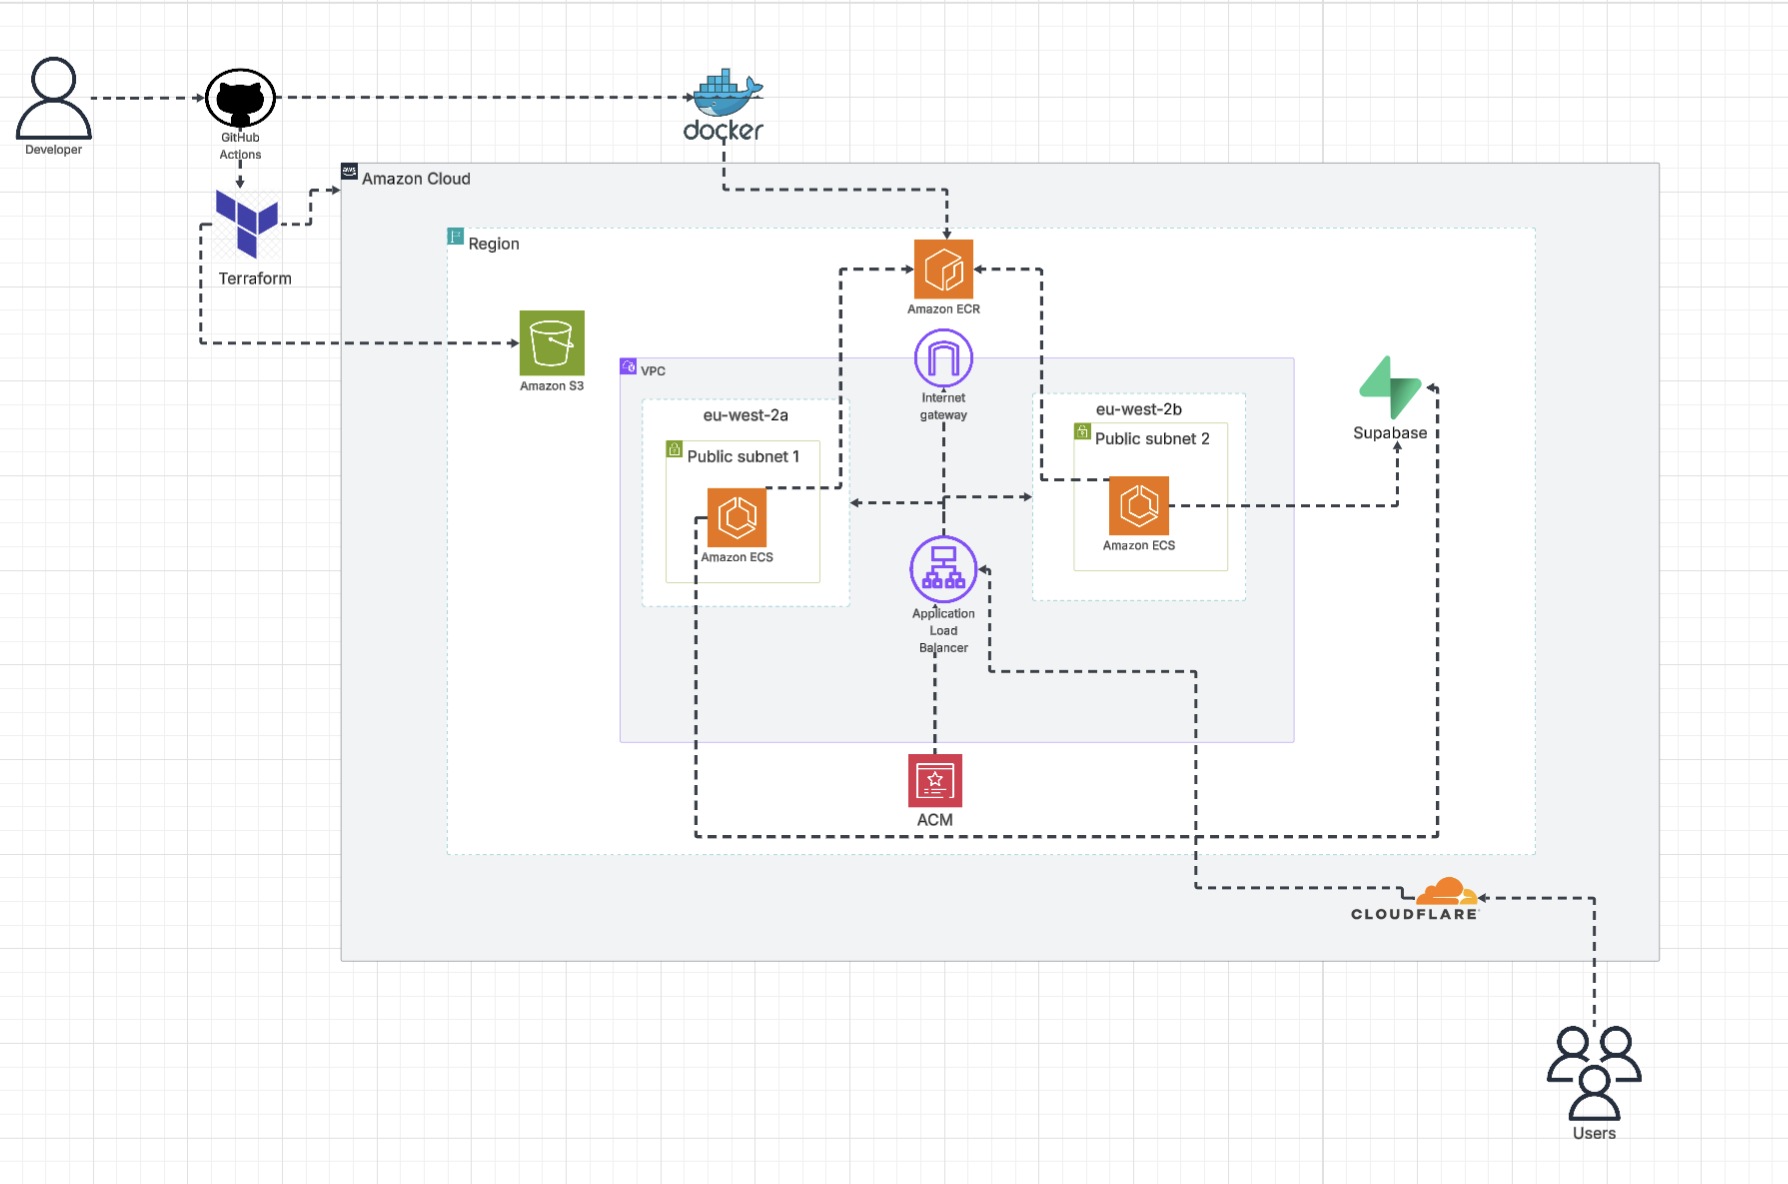 Developer
GitHub
Actions
docker
aws
Amazon Cloud
Terraform
Region
Amazon ECR
Amazon S3
VPC
Internet
gateway
eu-west-2a
eu-west-2b
Public subnet 1
Public subnet 2
Supabase
Amazon ECS
Amazon ECS
Application
Load
Balancer
ACM
CLOUDFLARE
Users